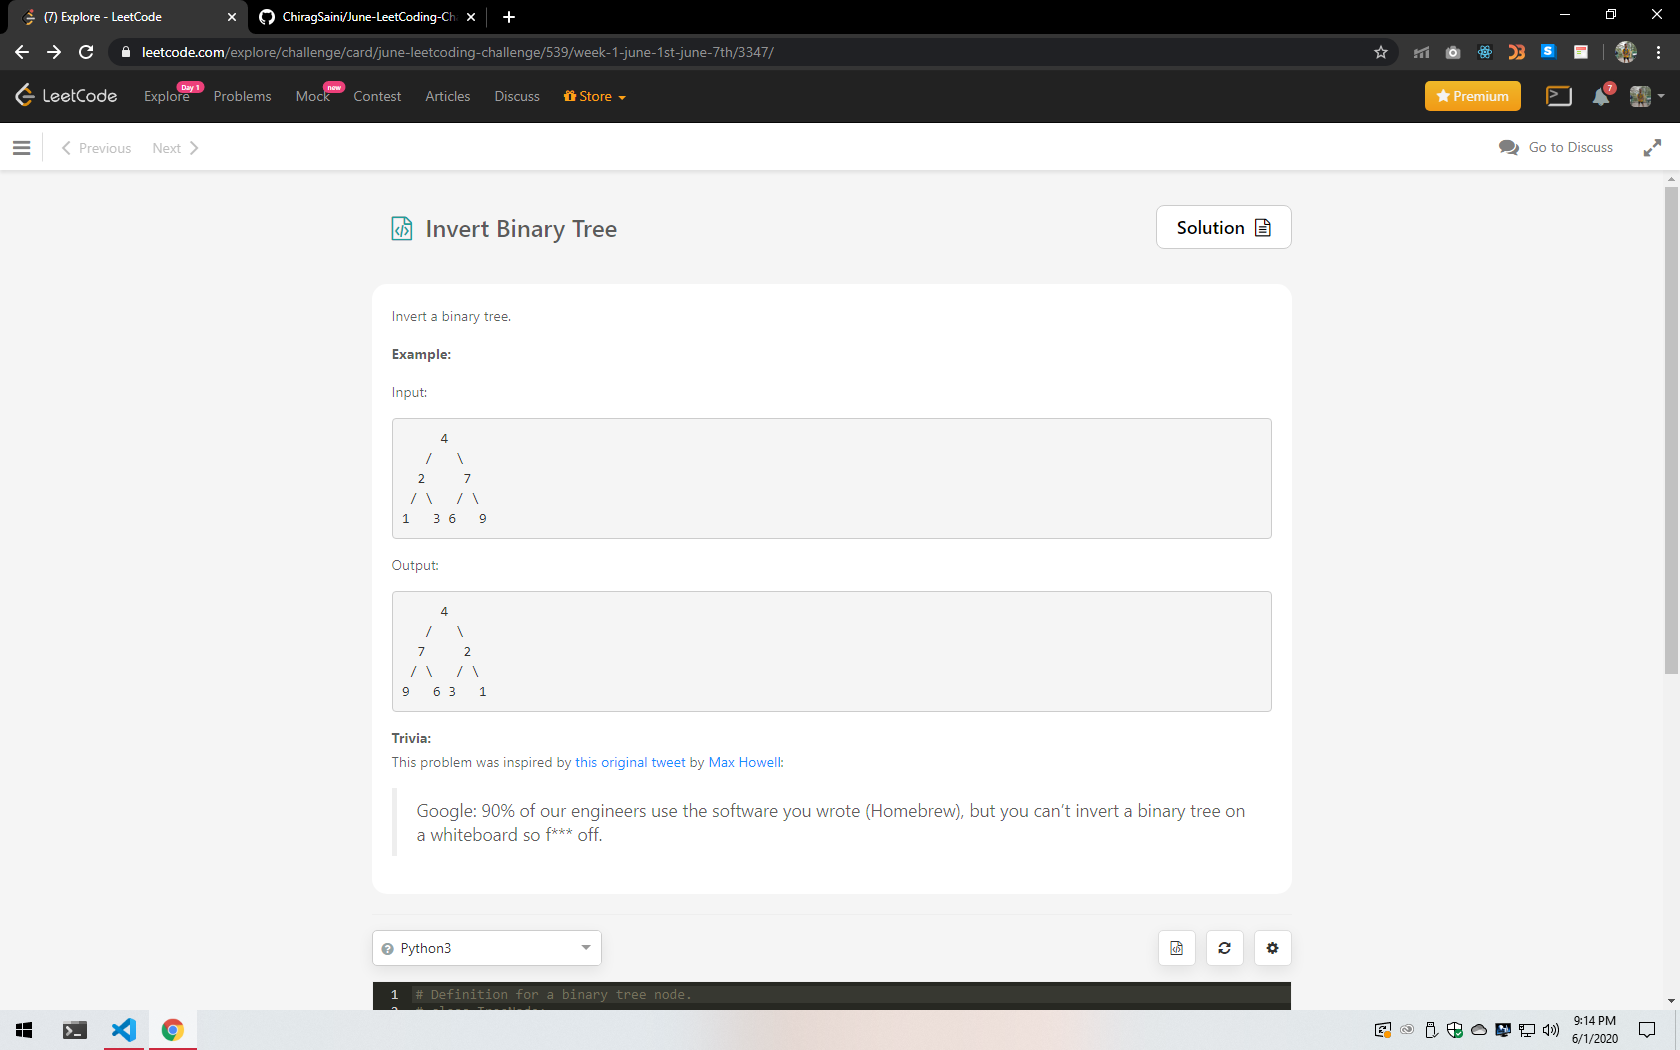 (7) Explore - LeetCode
ChiragSaini/June-LeetCoding-Ch
leetcode.com/explore/challenge/card/june-leetcoding-challenge/539/week-1-june-1st-june-7th/3347/
LeetCode Explore Day 1 Problems Mock new Contest Articles Discuss Store Premium 7
Previous Next Go to Discuss
Invert Binary Tree Solution
Invert a binary tree.
Example:
Input:
4
/ \
2 7
/ \ / \
1 3 6 9
Output:
4
/ \
7 2
/ \ / \
9 6 3 1
Trivia:
This problem was inspired by this original tweet by Max Howell:
Google: 90% of our engineers use the software you wrote (Homebrew), but you can’t invert a binary tree on
a whiteboard so f*** off.
Python3
1 # Definition for a binary tree node.
9:14 PM
6/1/2020